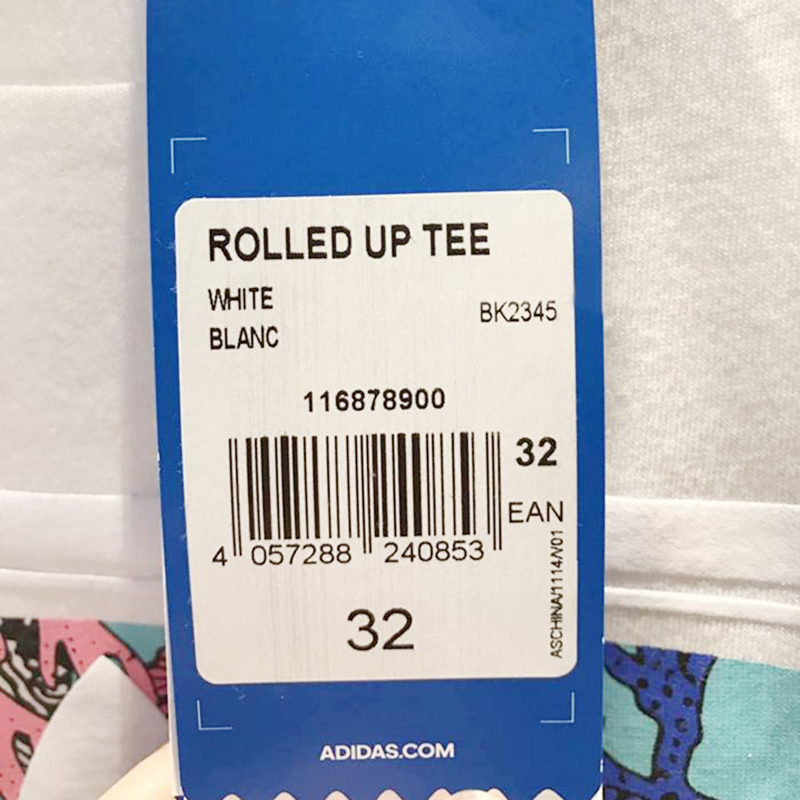 ROLLED UP TEE
WHITE
BLANC
BK2345
116878900
32
EAN
4 057288 240853
32
ASCHINA/1114/V01
ADIDAS.COM